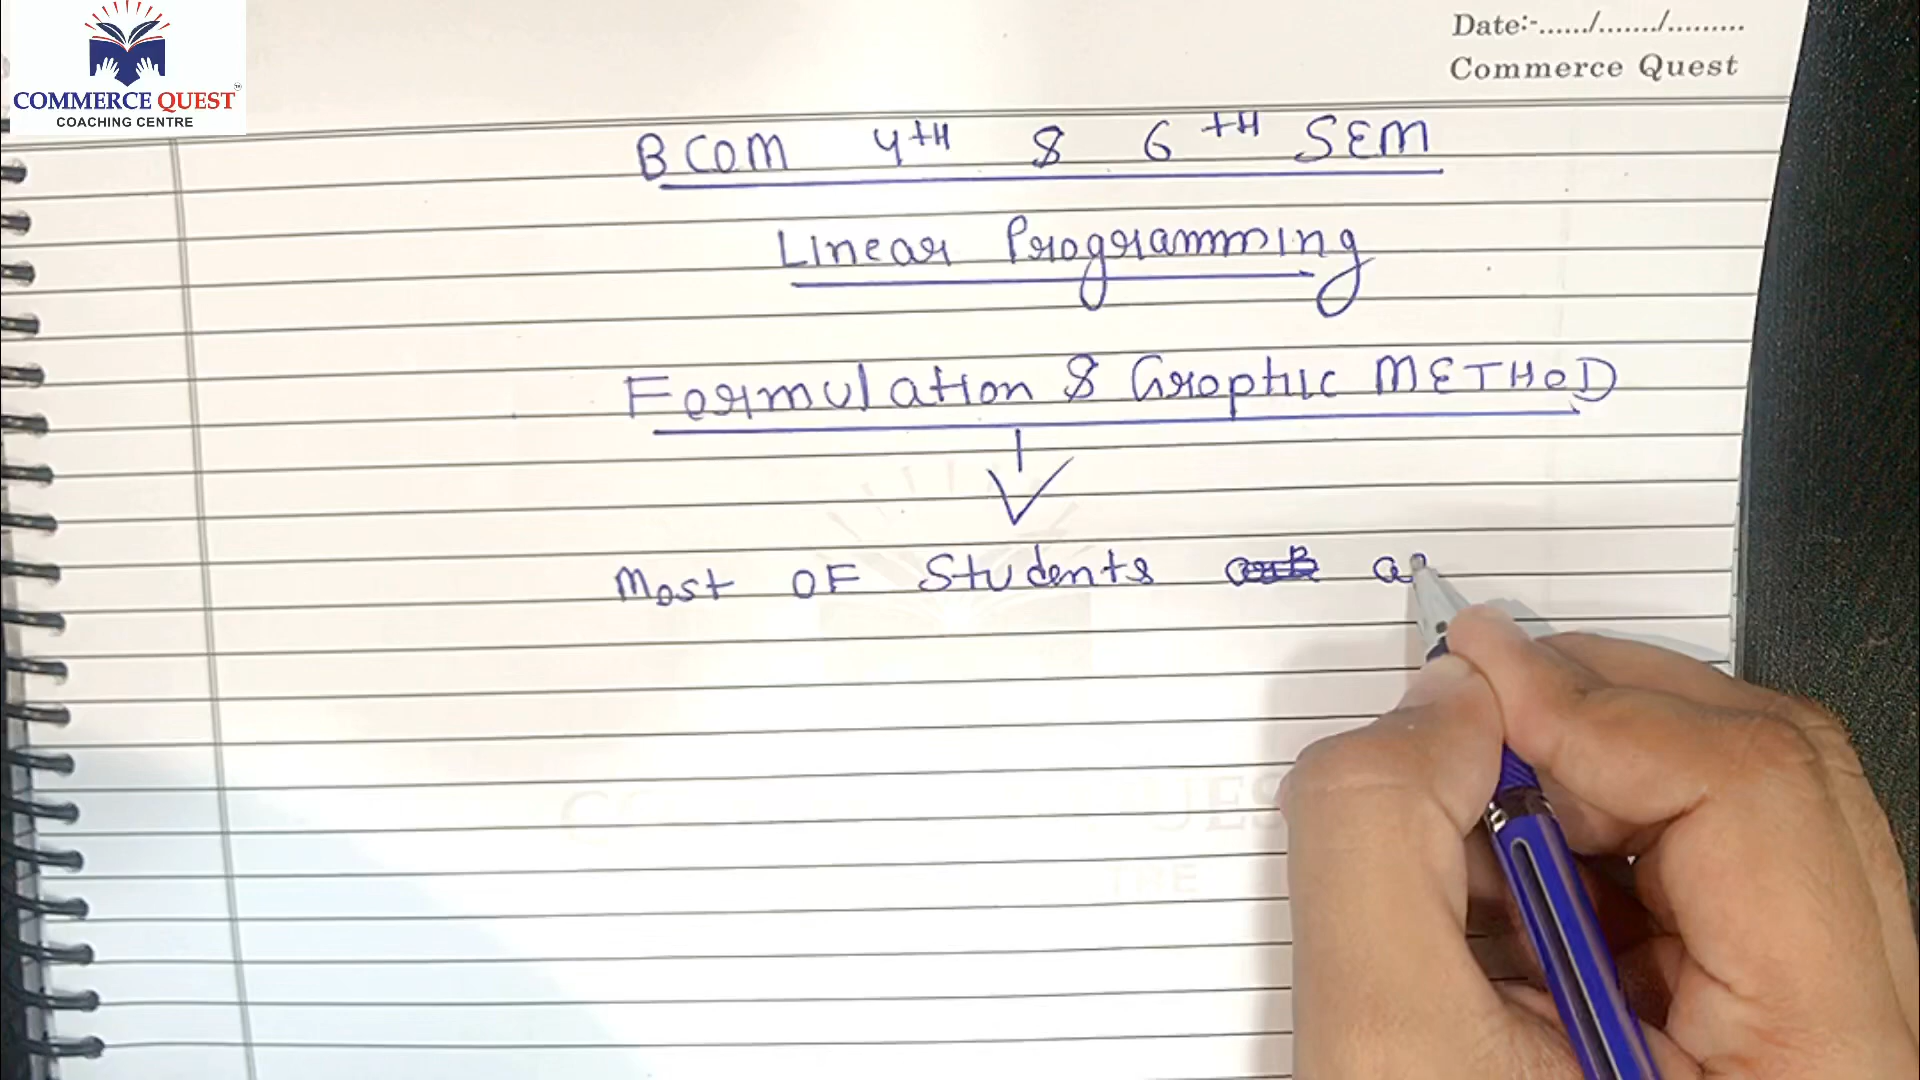 COMMERCE QUEST
COACHING CENTRE
Date:-....../......./.........
Commerce Quest
BCOM 4TH & 6TH SEM
Linear Programming
Formulation & Graphic METHOD
Most OF Students